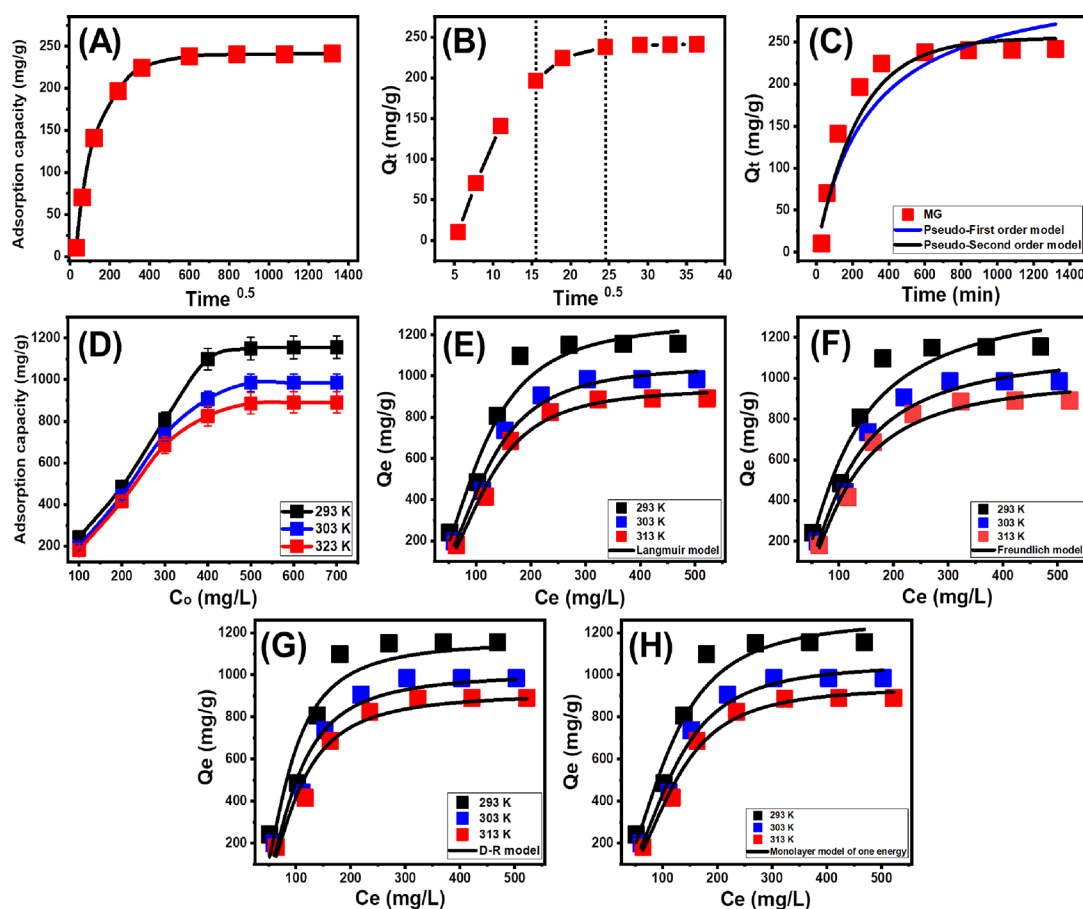 (A)
Adsorption capacity (mg/g)
250
200
150
100
50
0
0 200 400 600 800 1000 1200 1400
Time 0.5
(B)
Qt (mg/g)
300
250
200
150
100
50
0
5 10 15 20 25 30 35 40
Time 0.5
(C)
Qt (mg/g)
250
200
150
100
50
0
MG
Pseudo-First order model
Pseudo-Second order model
0 200 400 600 800 1000 1200 1400
Time (min)
(D)
Adsorption capacity (mg/g)
1200
1000
800
600
400
200
293 K
303 K
323 K
100 200 300 400 500 600 700
Co (mg/L)
(E)
Qe (mg/g)
1200
1000
800
600
400
200
293 K
303 K
313 K
Langmuir model
100 200 300 400 500
Ce (mg/L)
(F)
Qe (mg/g)
1200
1000
800
600
400
200
293 K
303 K
313 K
Freundlich model
100 200 300 400 500
Ce (mg/L)
(G)
Qe (mg/g)
1200
1000
800
600
400
200
293 K
303 K
313 K
D-R model
100 200 300 400 500
Ce (mg/L)
(H)
Qe (mg/g)
1200
1000
800
600
400
200
293 K
303 K
313 K
Monolayer model of one energy
100 200 300 400 500
Ce (mg/L)